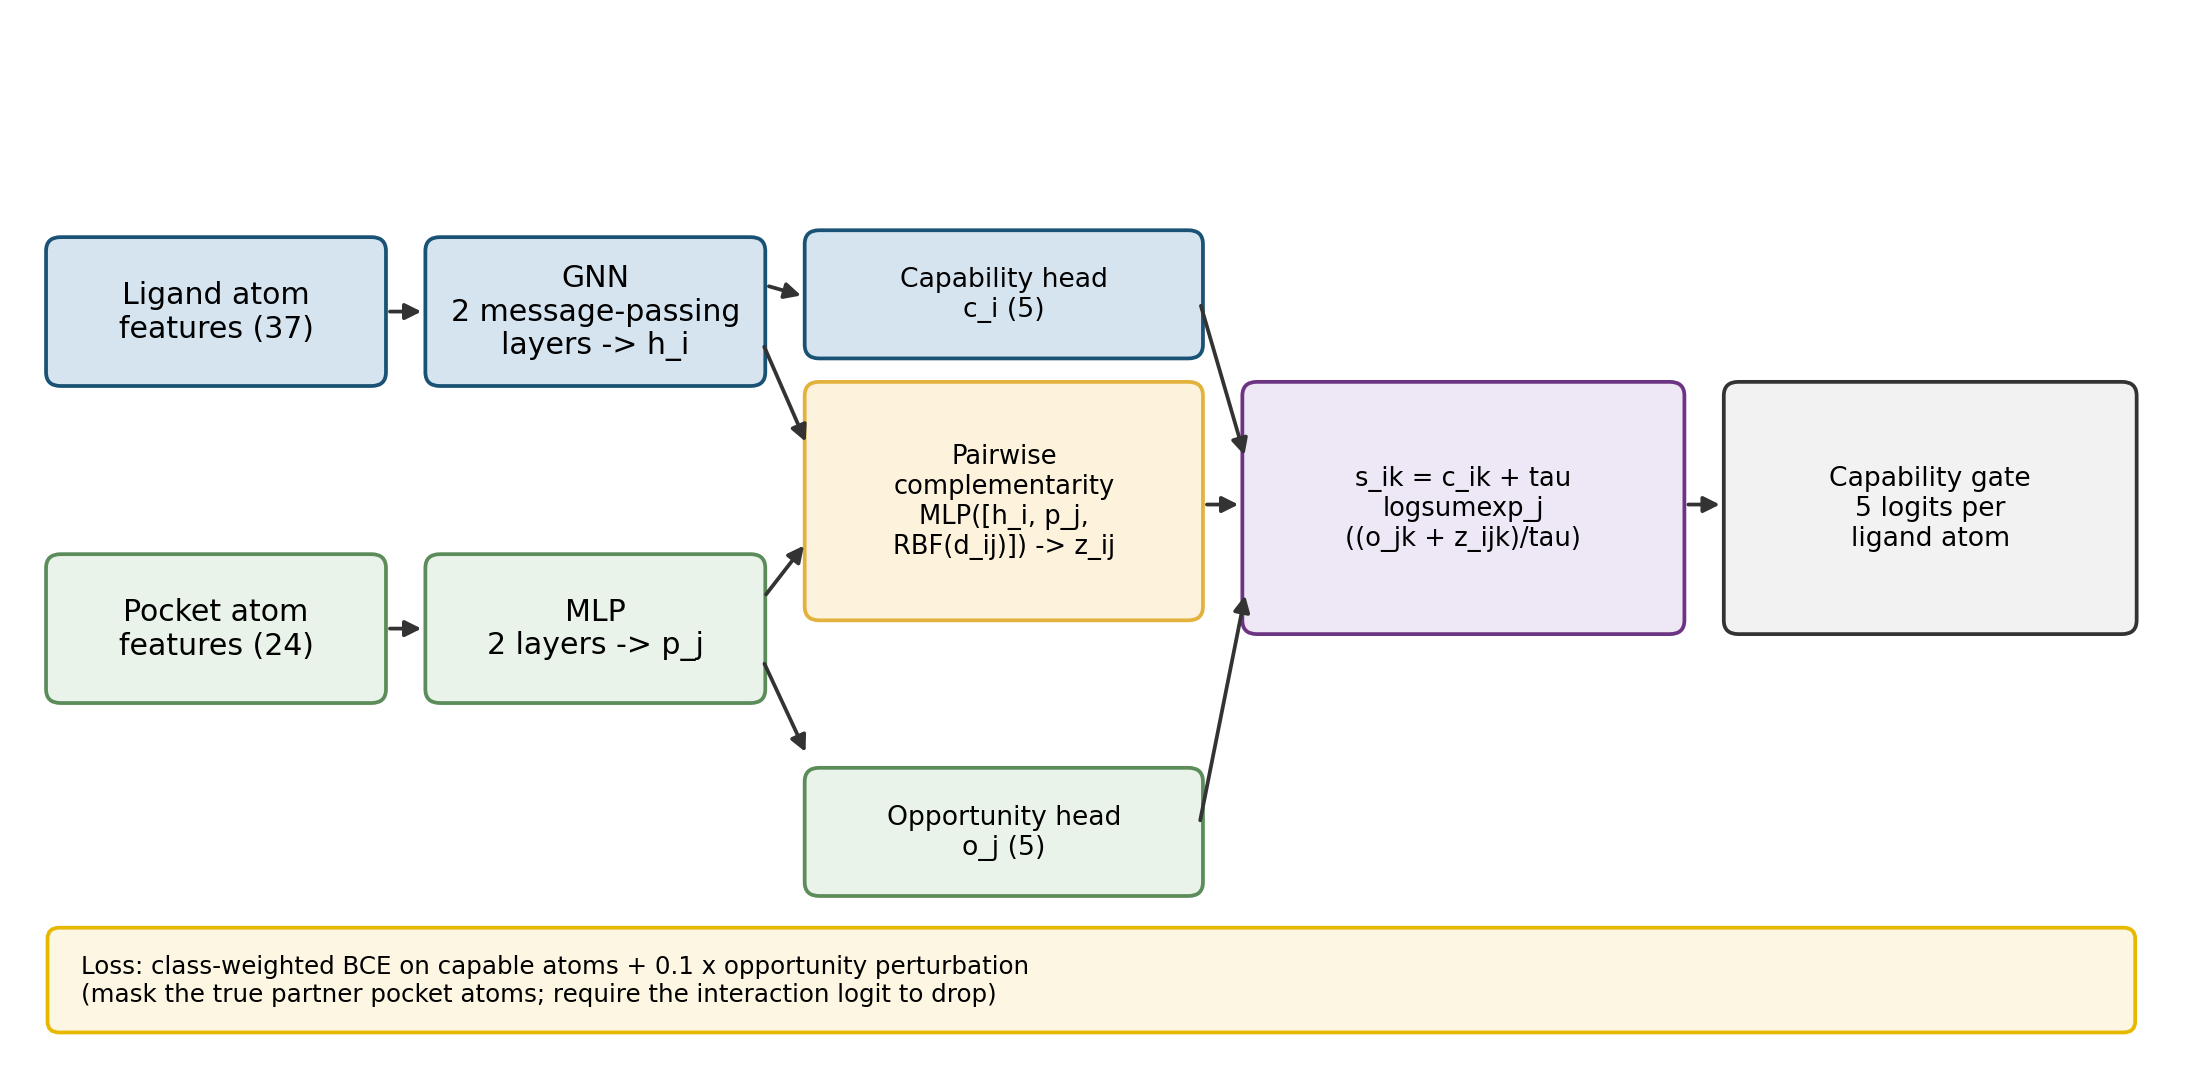 Ligand atom
features (37)
GNN
2 message-passing
layers -> h_i
Capability head
c_i (5)
Pairwise
complementarity
MLP([h_i, p_j,
RBF(d_ij)]) -> z_ij
s_ik = c_ik + tau
logsumexp_j
((o_jk + z_ijk)/tau)
Capability gate
5 logits per
ligand atom
Pocket atom
features (24)
MLP
2 layers -> p_j
Opportunity head
o_j (5)
Loss: class-weighted BCE on capable atoms + 0.1 x opportunity perturbation
(mask the true partner pocket atoms; require the interaction logit to drop)